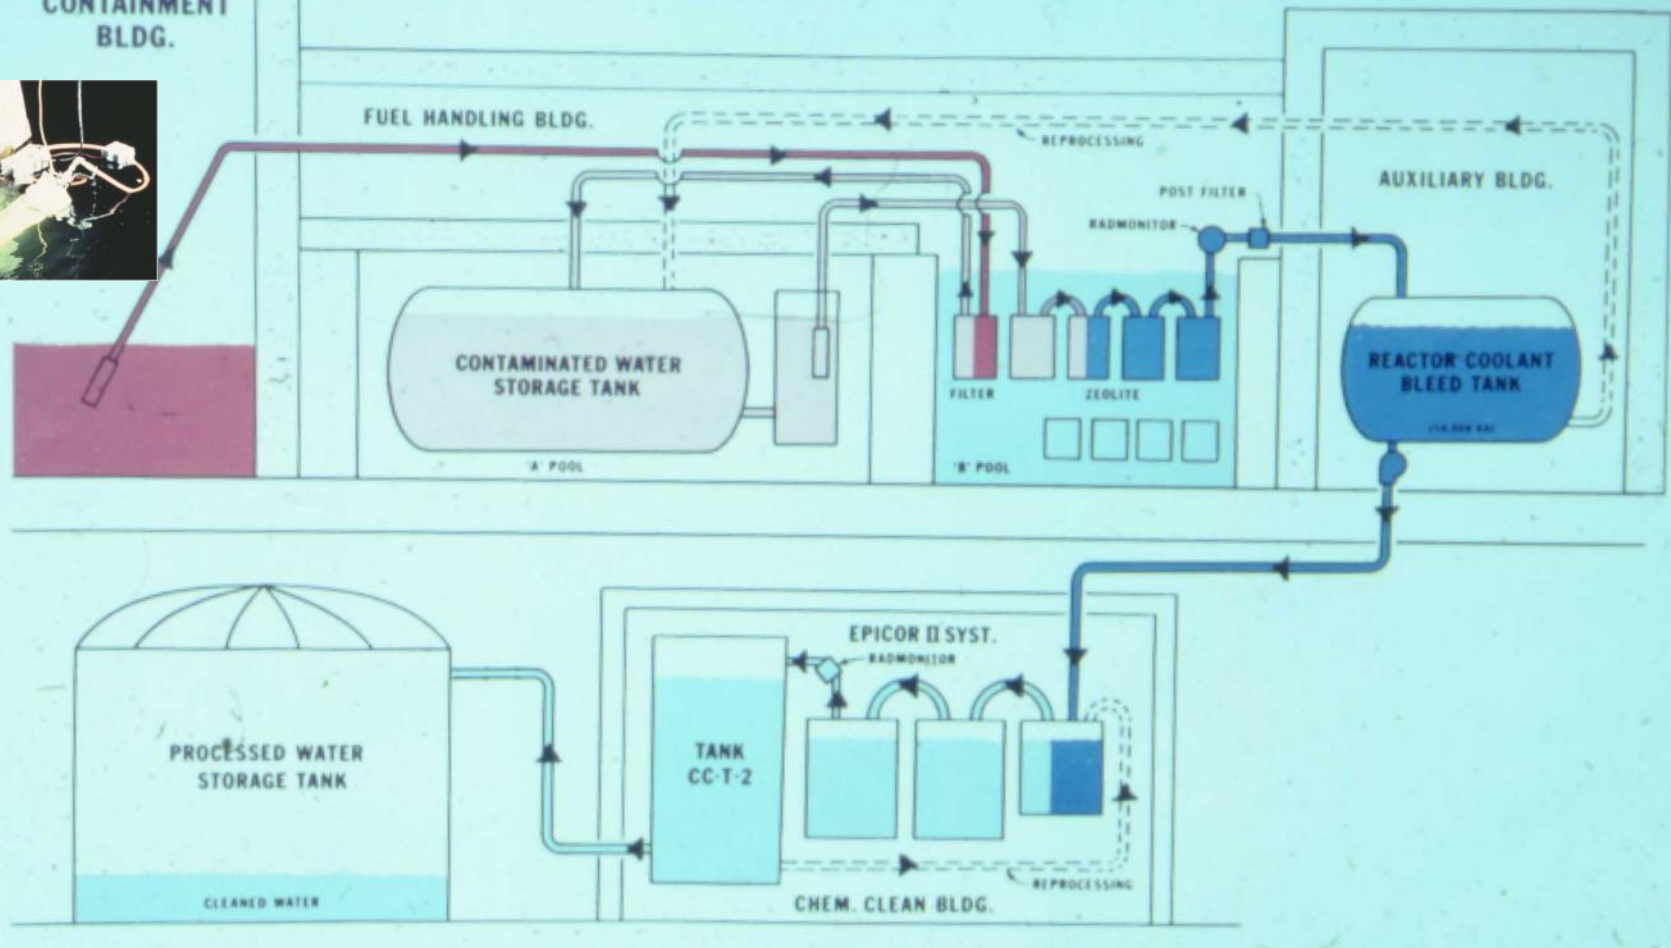 CONTAINMENT
BLDG.
FUEL HANDLING BLDG.
REPROCESSING
AUXILIARY BLDG.
POST FILTER
RADMONITOR
CONTAMINATED WATER
STORAGE TANK
REACTOR COOLANT
BLEED TANK
FILTER
ZEOLITE
'A' POOL
'B' POOL
EPICOR II SYST.
RADMONITOR
TANK
CC-T-2
PROCESSED WATER
STORAGE TANK
REPROCESSING
CLEANED WATER
CHEM. CLEAN BLDG.